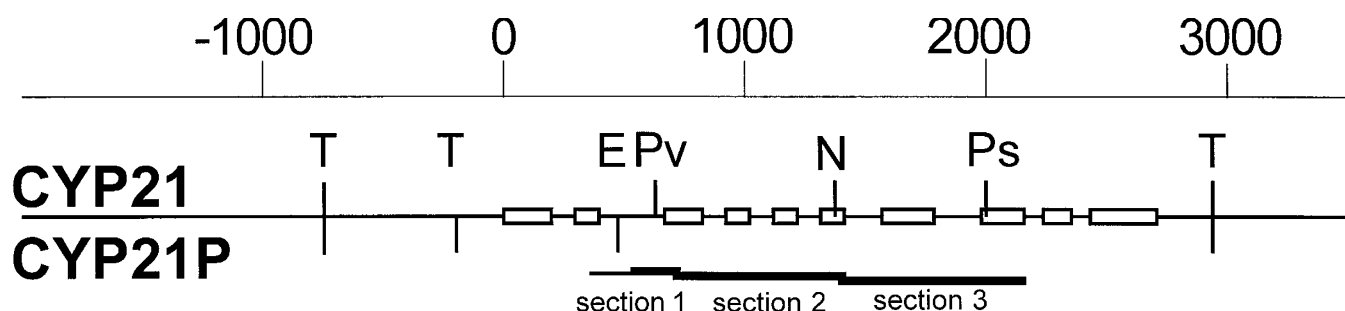 -1000 0 1000 2000 3000
T T E Pv N Ps T
CYP21
CYP21P
section 1 section 2 section 3